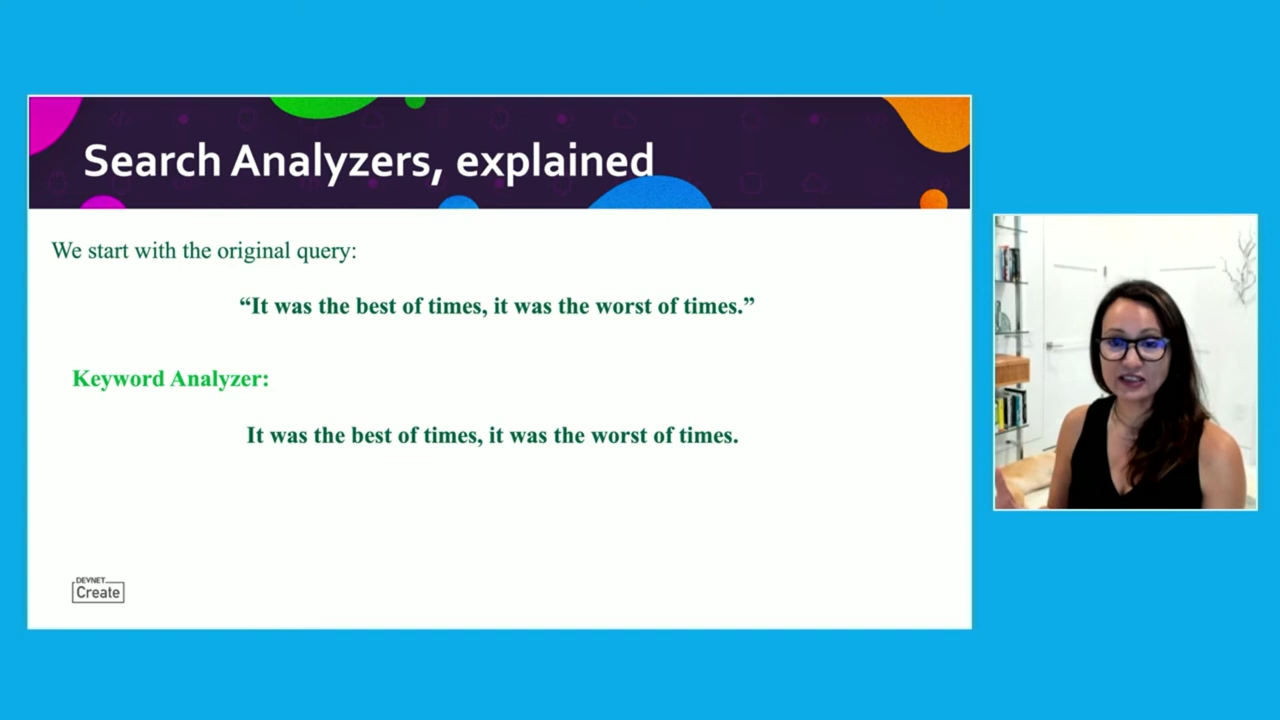 Search Analyzers, explained
We start with the original query:
“It was the best of times, it was the worst of times.”
Keyword Analyzer:
It was the best of times, it was the worst of times.
DEVNET
Create